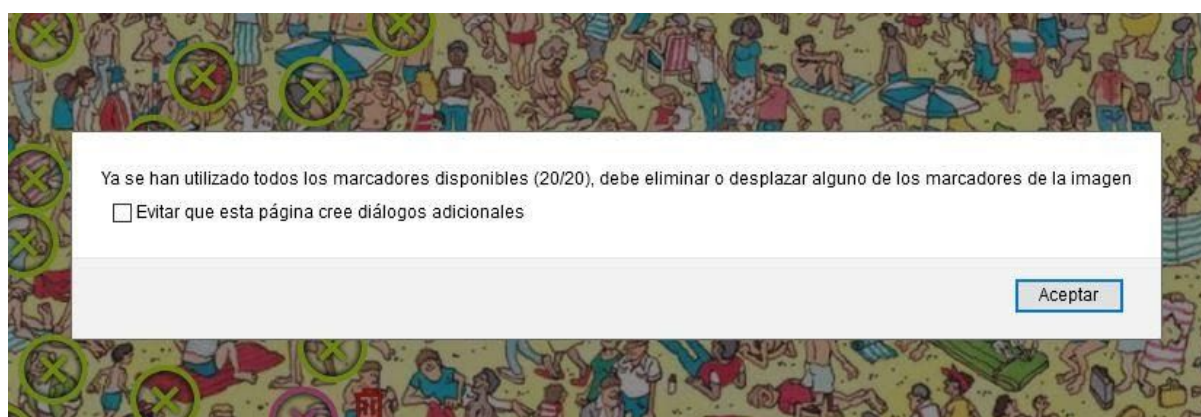 Ya se han utilizado todos los marcadores disponibles (20/20), debe eliminar o desplazar alguno de los marcadores de la imagen
Evitar que esta página cree diálogos adicionales
Aceptar